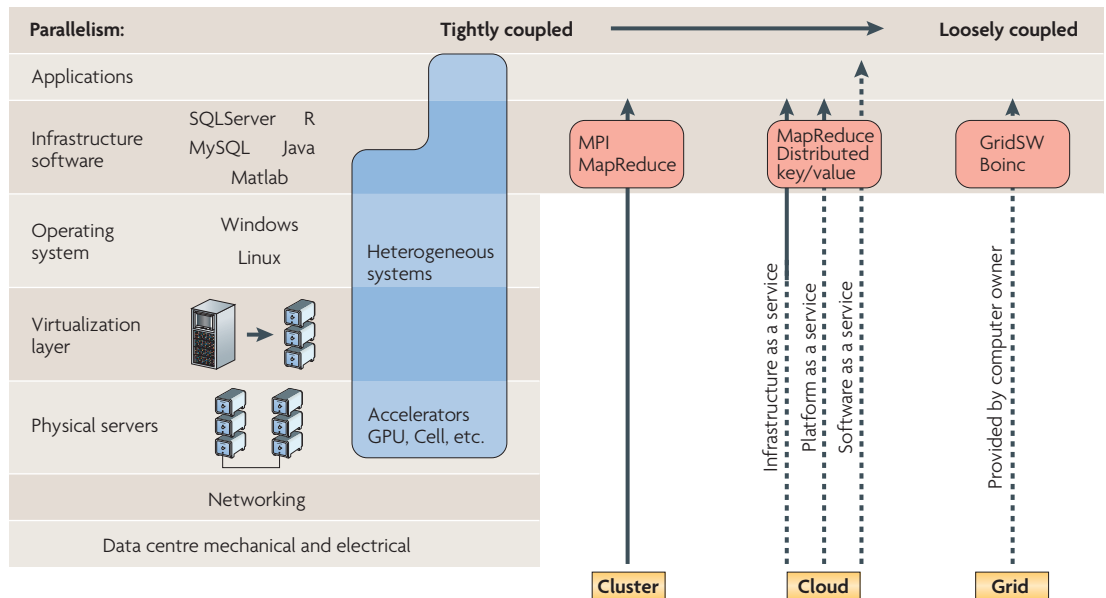 Parallelism:
Tightly coupled
Loosely coupled
Applications
Infrastructure
software
SQLServer R
MySQL Java
Matlab
MPI
MapReduce
MapReduce
Distributed
key/value
GridSW
Boinc
Operating
system
Windows
Linux
Heterogeneous
systems
Virtualization
layer
Physical servers
Accelerators
GPU, Cell, etc.
Infrastructure as a service
Platform as a service
Software as a service
Provided by computer owner
Networking
Data centre mechanical and electrical
Cluster
Cloud
Grid